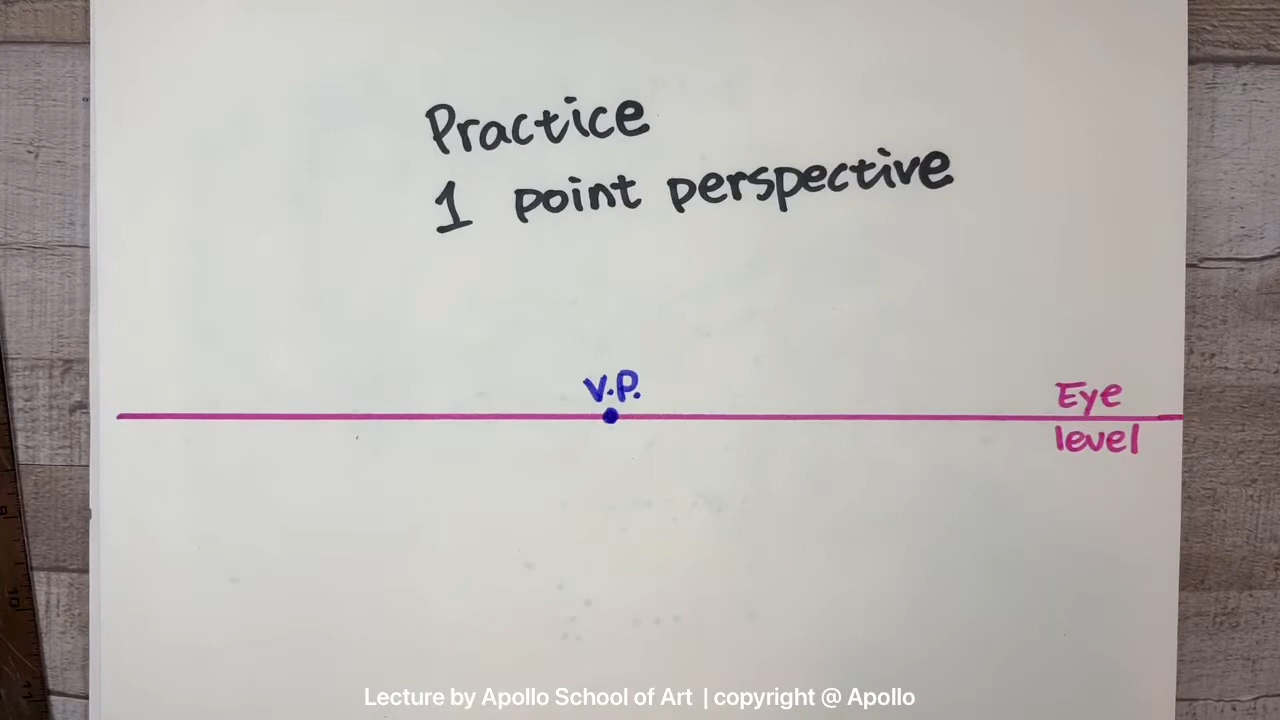 Practice
1 point perspective
V.P.
Eye
level
Lecture by Apollo School of Art | copyright @ Apollo